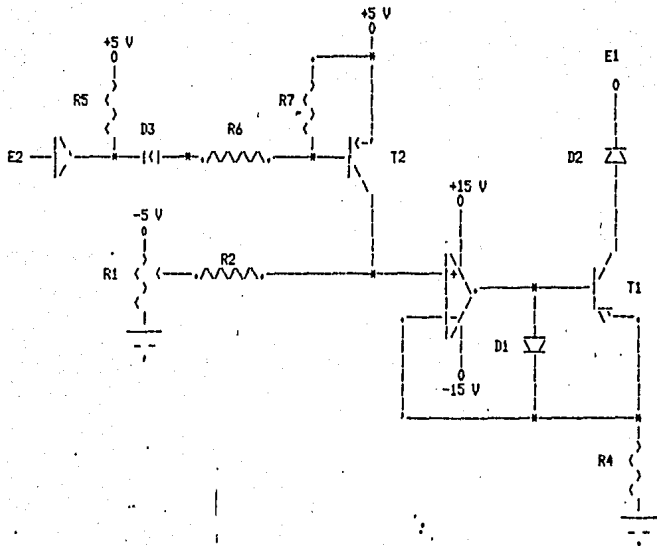 +5 V
+5 V
E1
R5
R7
D3
R6
E2
T2
D2
+15 V
-5 V
R2
R1
+
T1
-
D1
-15 V
R4